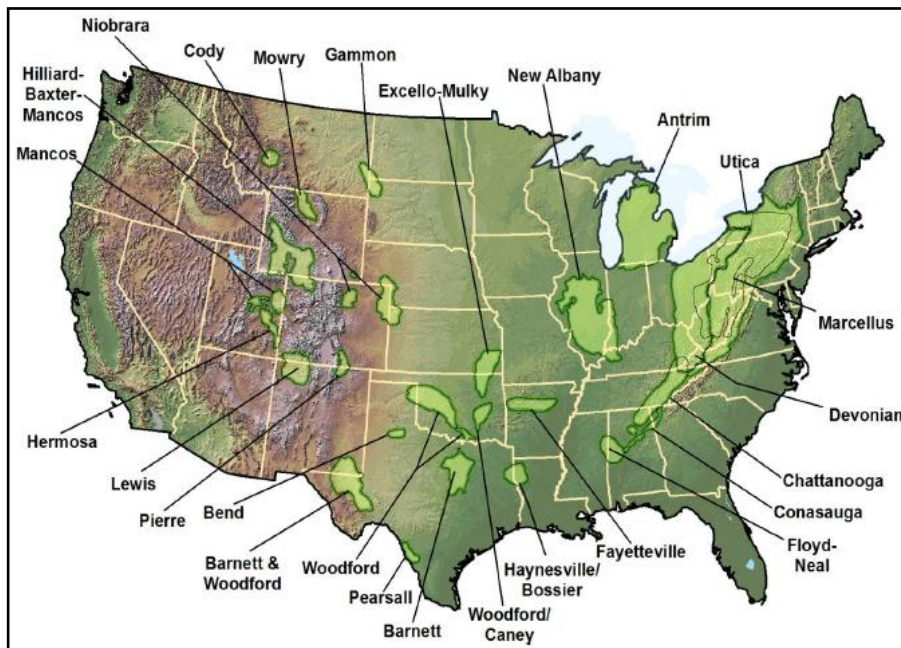 Niobrara
Cody
Mowry
Gammon
Hilliard-
Baxter-
Mancos
Mancos
Excello-Mulky
New Albany
Antrim
Utica
Marcellus
Devonian
Chattanooga
Conasauga
Floyd-
Neal
Fayetteville
Haynesville/
Bossier
Woodford/
Caney
Barnett
Pearsall
Woodford
Barnett &
Woodford
Bend
Pierre
Lewis
Hermosa